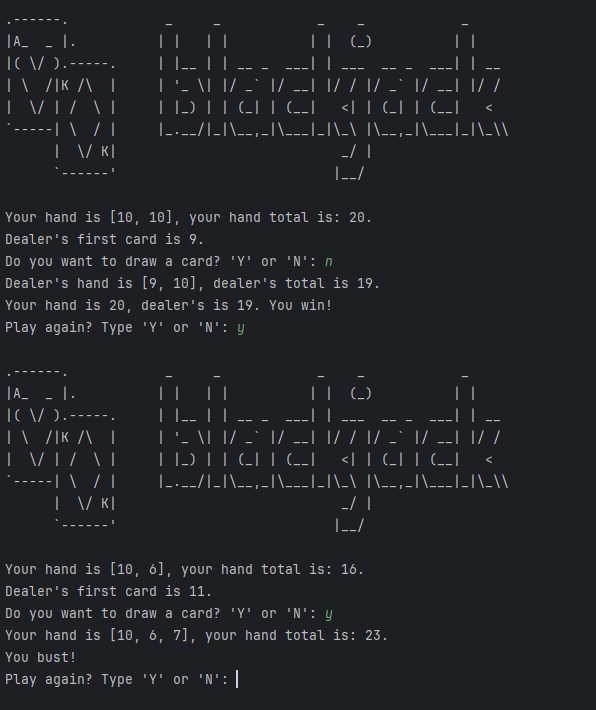 .------.            _     _            _    _            _
|A_  _ |.          | |   | |          | |  (_)          | |
|( \/ ).-----.     | |__ | | __ _  ___| | ___  __ _  ___| | __
| \  /|K /\  |     | '_ \| |/ _` |/ __| |/ / |/ _` |/ __| |/ /
|  \/ | /  \ |     | |_) | | (_| | (__|   <| | (_| | (__|   <
`-----| \  / |     |_.__/|_|\__,_|\___|_|\_\ |\__,_|\___|_|\_\\
      |  \/ K|                            _/ |
      `------'                           |__/
Your hand is [10, 10], your hand total is: 20.
Dealer's first card is 9.
Do you want to draw a card? 'Y' or 'N': n
Dealer's hand is [9, 10], dealer's total is 19.
Your hand is 20, dealer's is 19. You win!
Play again? Type 'Y' or 'N': y
.------.            _     _            _    _            _
|A_  _ |.          | |   | |          | |  (_)          | |
|( \/ ).-----.     | |__ | | __ _  ___| | ___  __ _  ___| | __
| \  /|K /\  |     | '_ \| |/ _` |/ __| |/ / |/ _` |/ __| |/ /
|  \/ | /  \ |     | |_) | | (_| | (__|   <| | (_| | (__|   <
`-----| \  / |     |_.__/|_|\__,_|\___|_|\_\ |\__,_|\___|_|\_\\
      |  \/ K|                            _/ |
      `------'                           |__/
Your hand is [10, 6], your hand total is: 16.
Dealer's first card is 11.
Do you want to draw a card? 'Y' or 'N': y
Your hand is [10, 6, 7], your hand total is: 23.
You bust!
Play again? Type 'Y' or 'N':